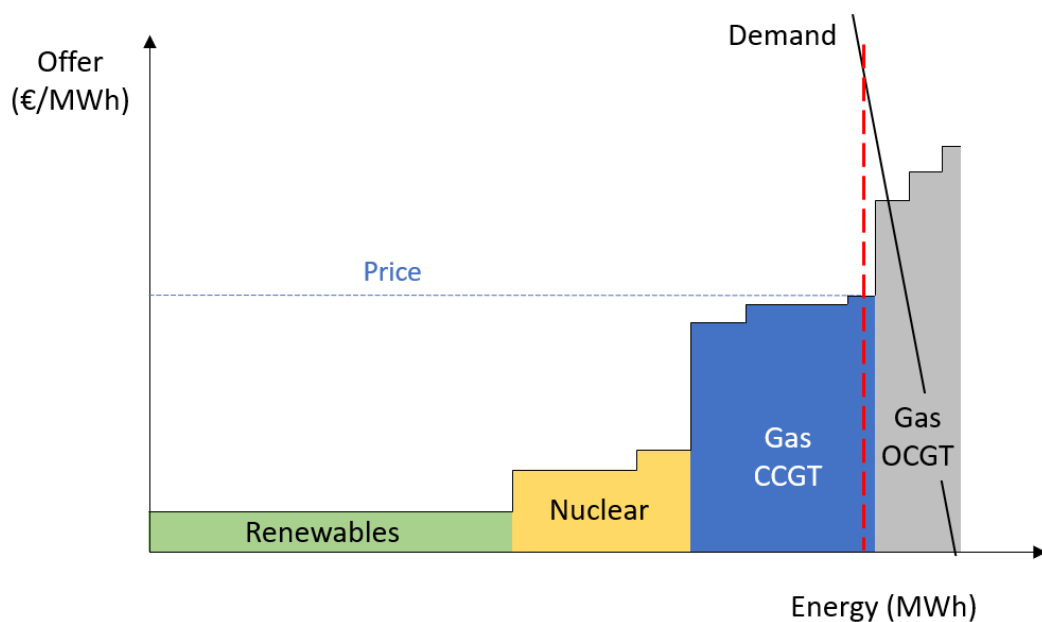 Demand
Offer
(€/MWh)
Price
Gas
CCGT
Gas
OCGT
Nuclear
Renewables
Energy (MWh)